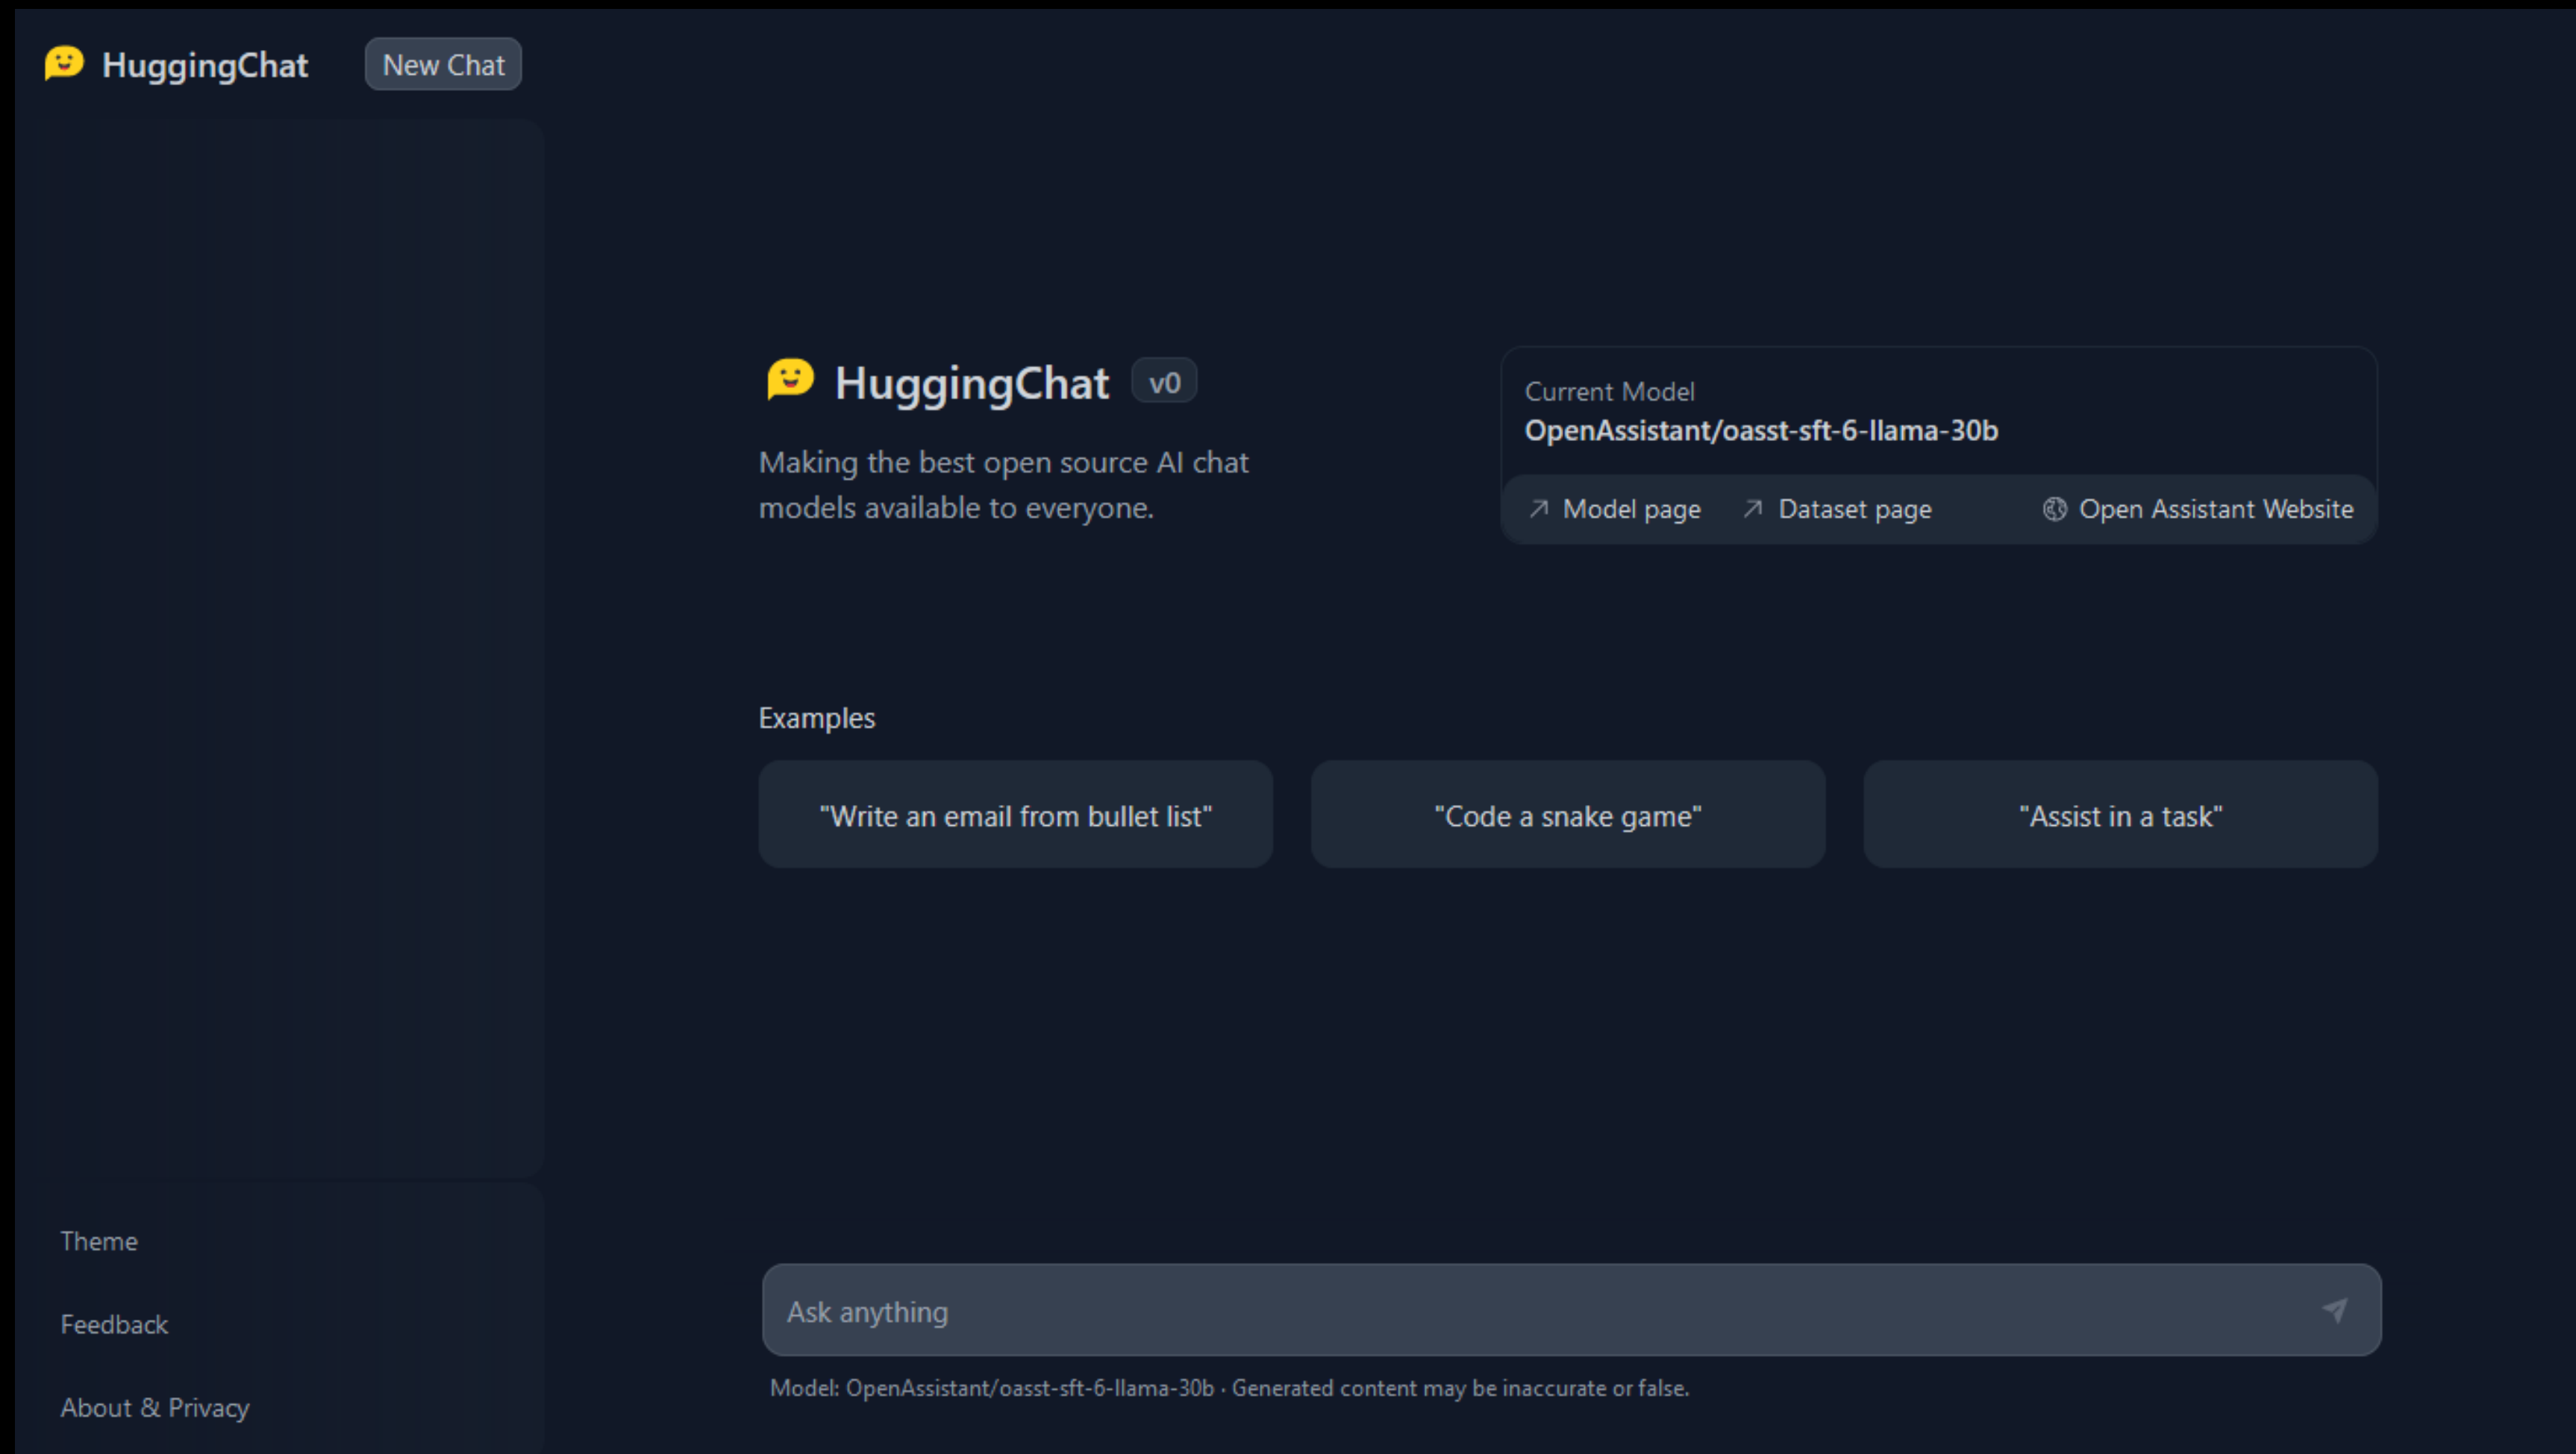 HuggingChat
New Chat
HuggingChat v0
Making the best open source AI chat
models available to everyone.
Current Model
OpenAssistant/oasst-sft-6-llama-30b
Model page Dataset page Open Assistant Website
Examples
"Write an email from bullet list" "Code a snake game" "Assist in a task"
Theme
Feedback
About & Privacy
Ask anything
Model: OpenAssistant/oasst-sft-6-llama-30b · Generated content may be inaccurate or false.